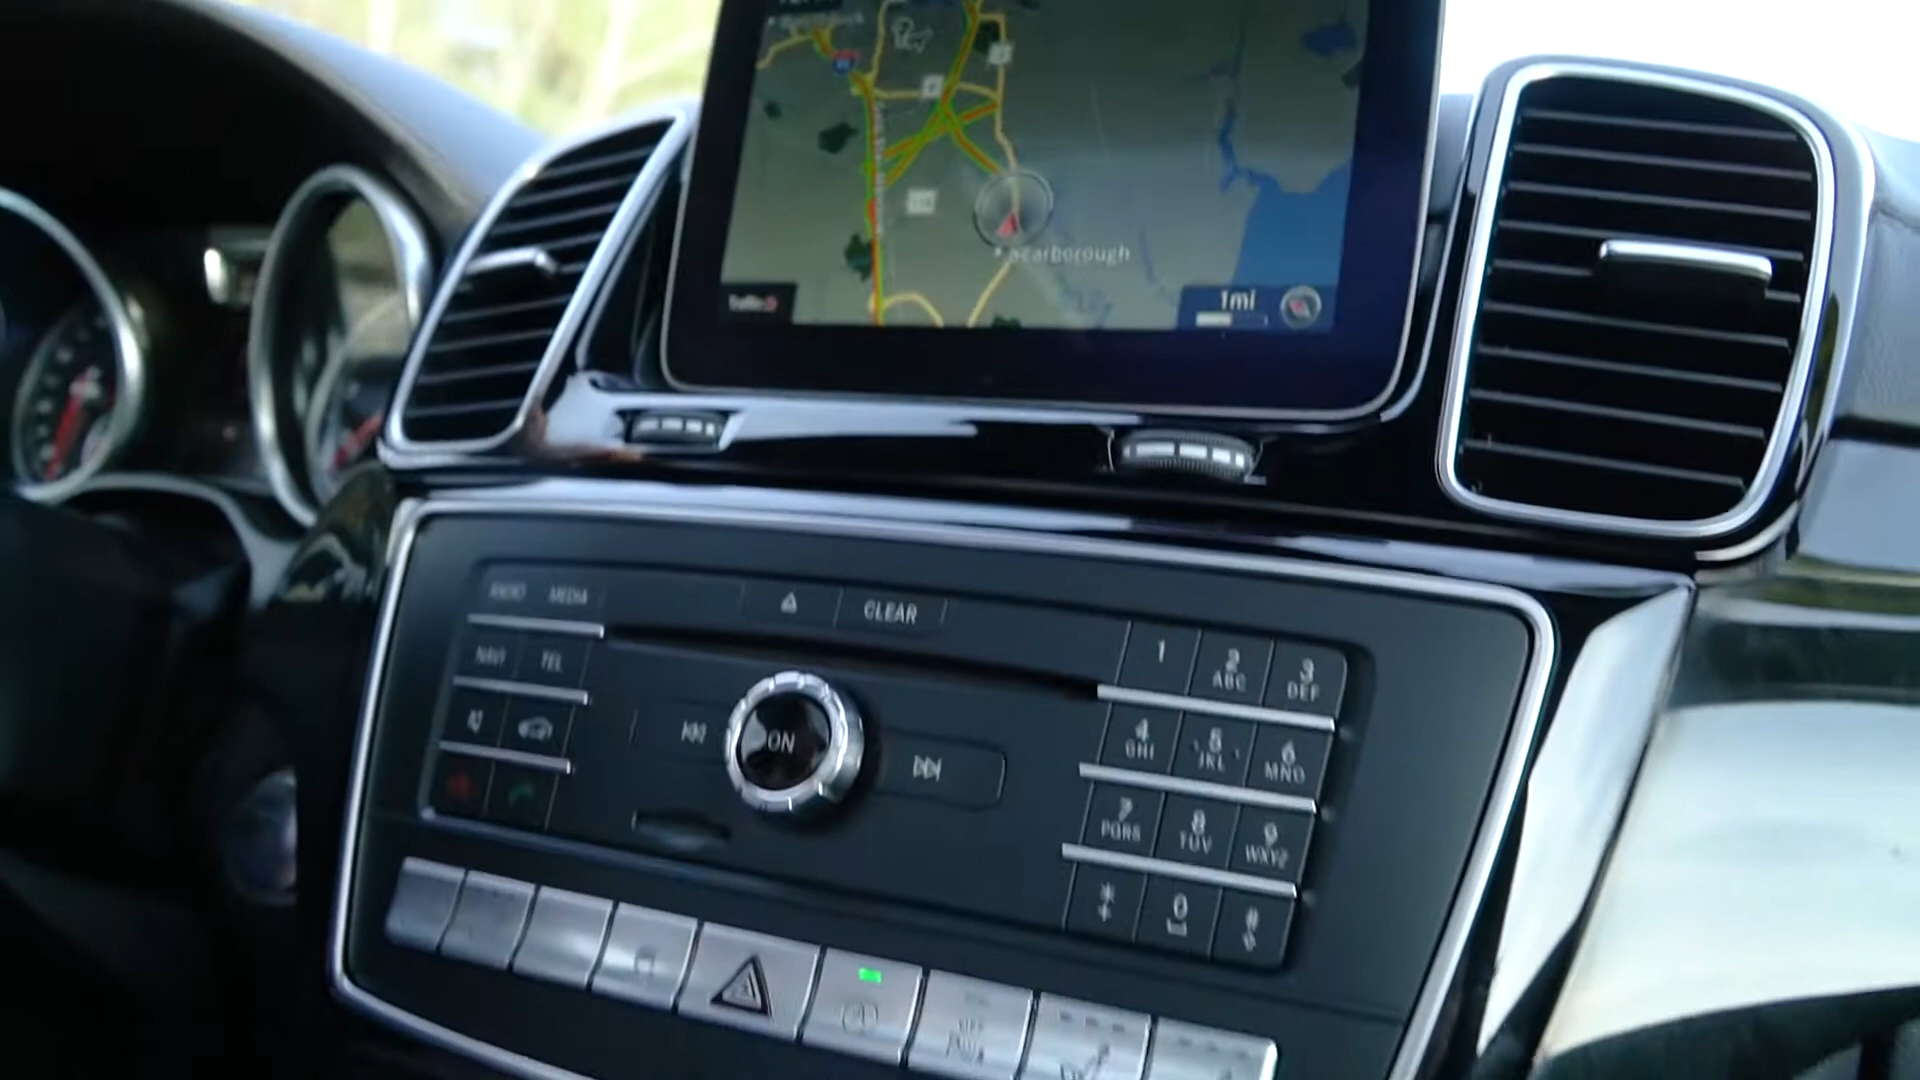 Scarborough
Traffic
1mi
RADIO MEDIA
CLEAR
NAVI TEL
ON
1
2 ABC
3 DEF
4 GHI
5 JKL
6 MNO
7 PQRS
8 TUV
9 WXYZ
* +
0
#